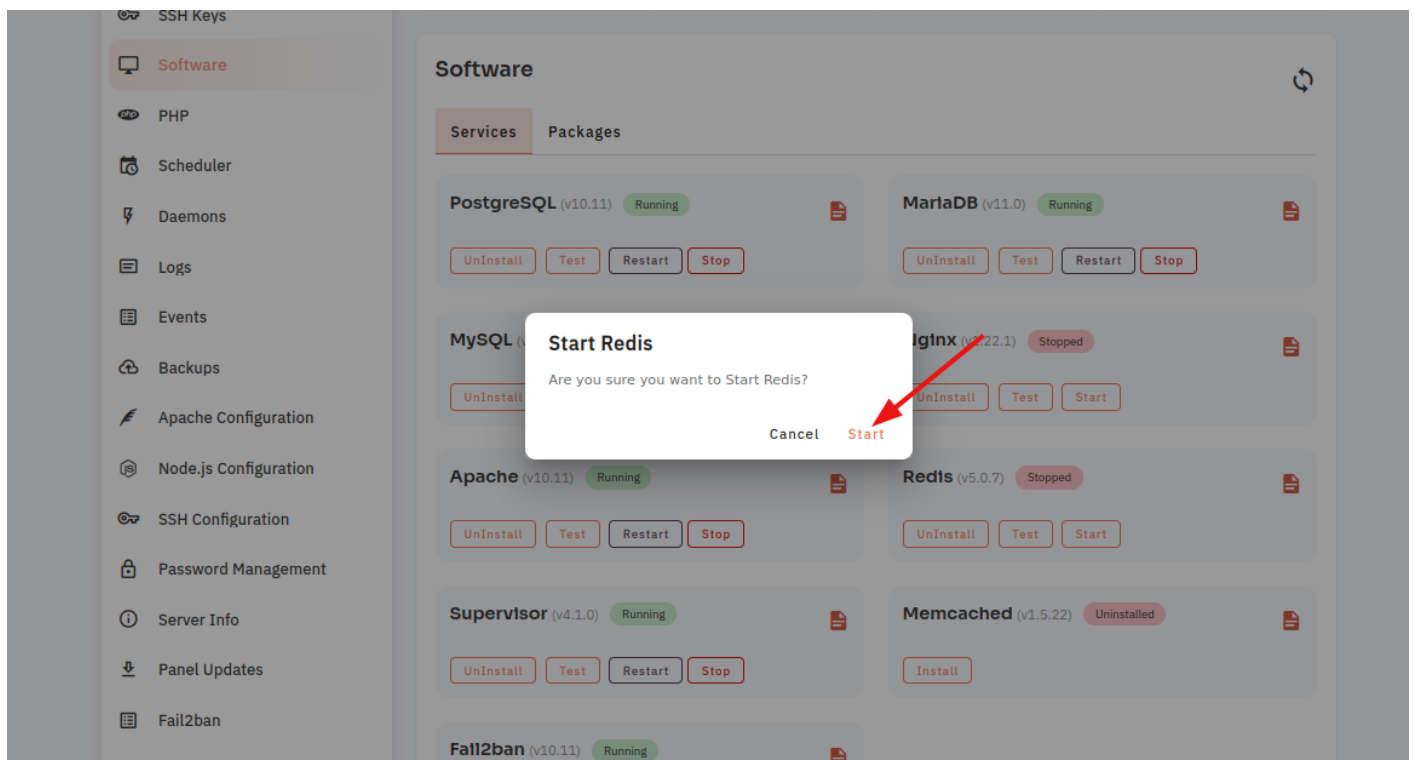 SSH Keys
Software
PHP
Scheduler
Daemons
Logs
Events
Backups
Apache Configuration
Node.js Configuration
SSH Configuration
Password Management
Server Info
Panel Updates
Fail2ban
Software
Services Packages
PostgreSQL (v10.11) Running
UnInstall Test Restart Stop
MariaDB (v11.0) Running
UnInstall Test Restart Stop
MySQL
UnInstall
Nginx (v1.22.1) Stopped
UnInstall Test Start
Start Redis
Are you sure you want to Start Redis?
Cancel Start
Apache (v10.11) Running
UnInstall Test Restart Stop
Redis (v5.0.7) Stopped
UnInstall Test Start
Supervisor (v4.1.0) Running
UnInstall Test Restart Stop
Memcached (v1.5.22) Uninstalled
Install
Fail2ban (v10.11) Running